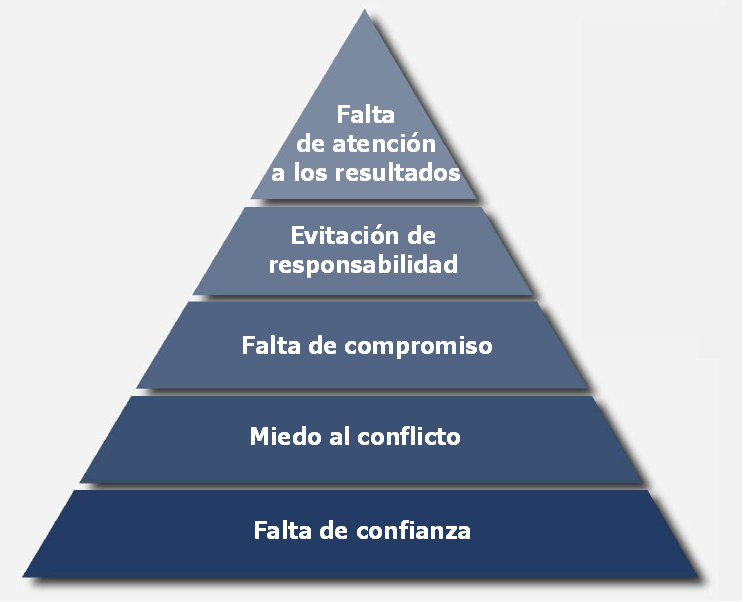 Falta
de atención
a los resultados
Evitación de
responsabilidad
Falta de compromiso
Miedo al conflicto
Falta de confianza